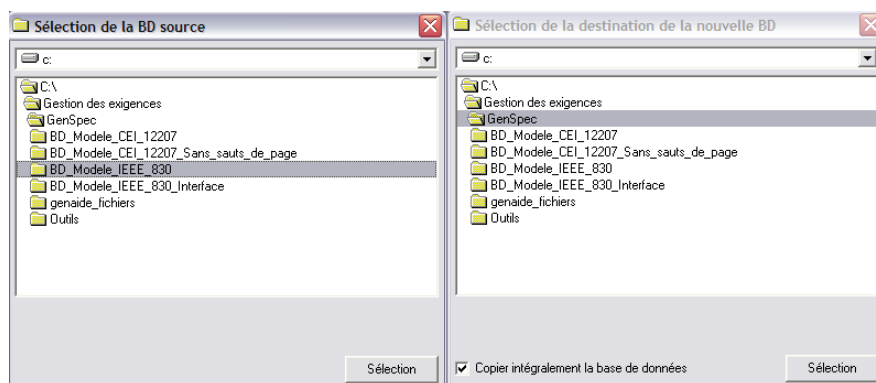 Sélection de la BD source
c:
C:\
Gestion des exigences
GenSpec
BD_Modele_CEI_12207
BD_Modele_CEI_12207_Sans_sauts_de_page
BD_Modele_IEEE_830
BD_Modele_IEEE_830_Interface
genaide_fichiers
Outils
Sélection
Sélection de la destination de la nouvelle BD
c:
C:\
Gestion des exigences
GenSpec
BD_Modele_CEI_12207
BD_Modele_CEI_12207_Sans_sauts_de_page
BD_Modele_IEEE_830
BD_Modele_IEEE_830_Interface
genaide_fichiers
Outils
Copier intégralement la base de données
Sélection